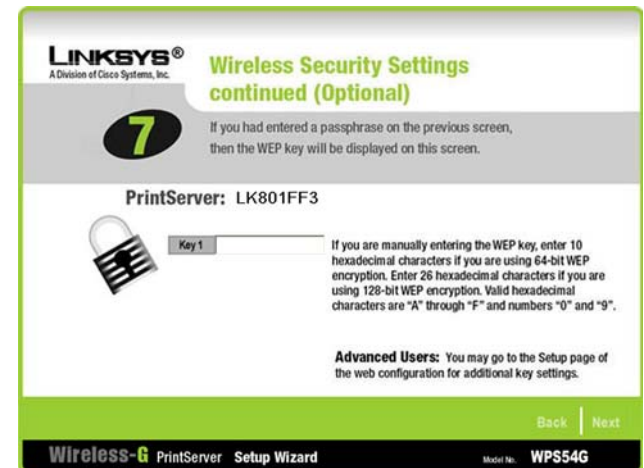 LINKSYS®
A Division of Cisco Systems, Inc.
Wireless Security Settings
continued (Optional)
7
If you had entered a passphrase on the previous screen,
then the WEP key will be displayed on this screen.
PrintServer: LK801FF3
Key 1
If you are manually entering the WEP key, enter 10
hexadecimal characters if you are using 64-bit WEP
encryption. Enter 26 hexadecimal characters if you are
using 128-bit WEP encryption. Valid hexadecimal
characters are “A” through “F” and numbers “0” and “9”.
Advanced Users: You may go to the Setup page of
the web configuration for additional key settings.
Back Next
Wireless-G PrintServer Setup Wizard Model No. WPS54G